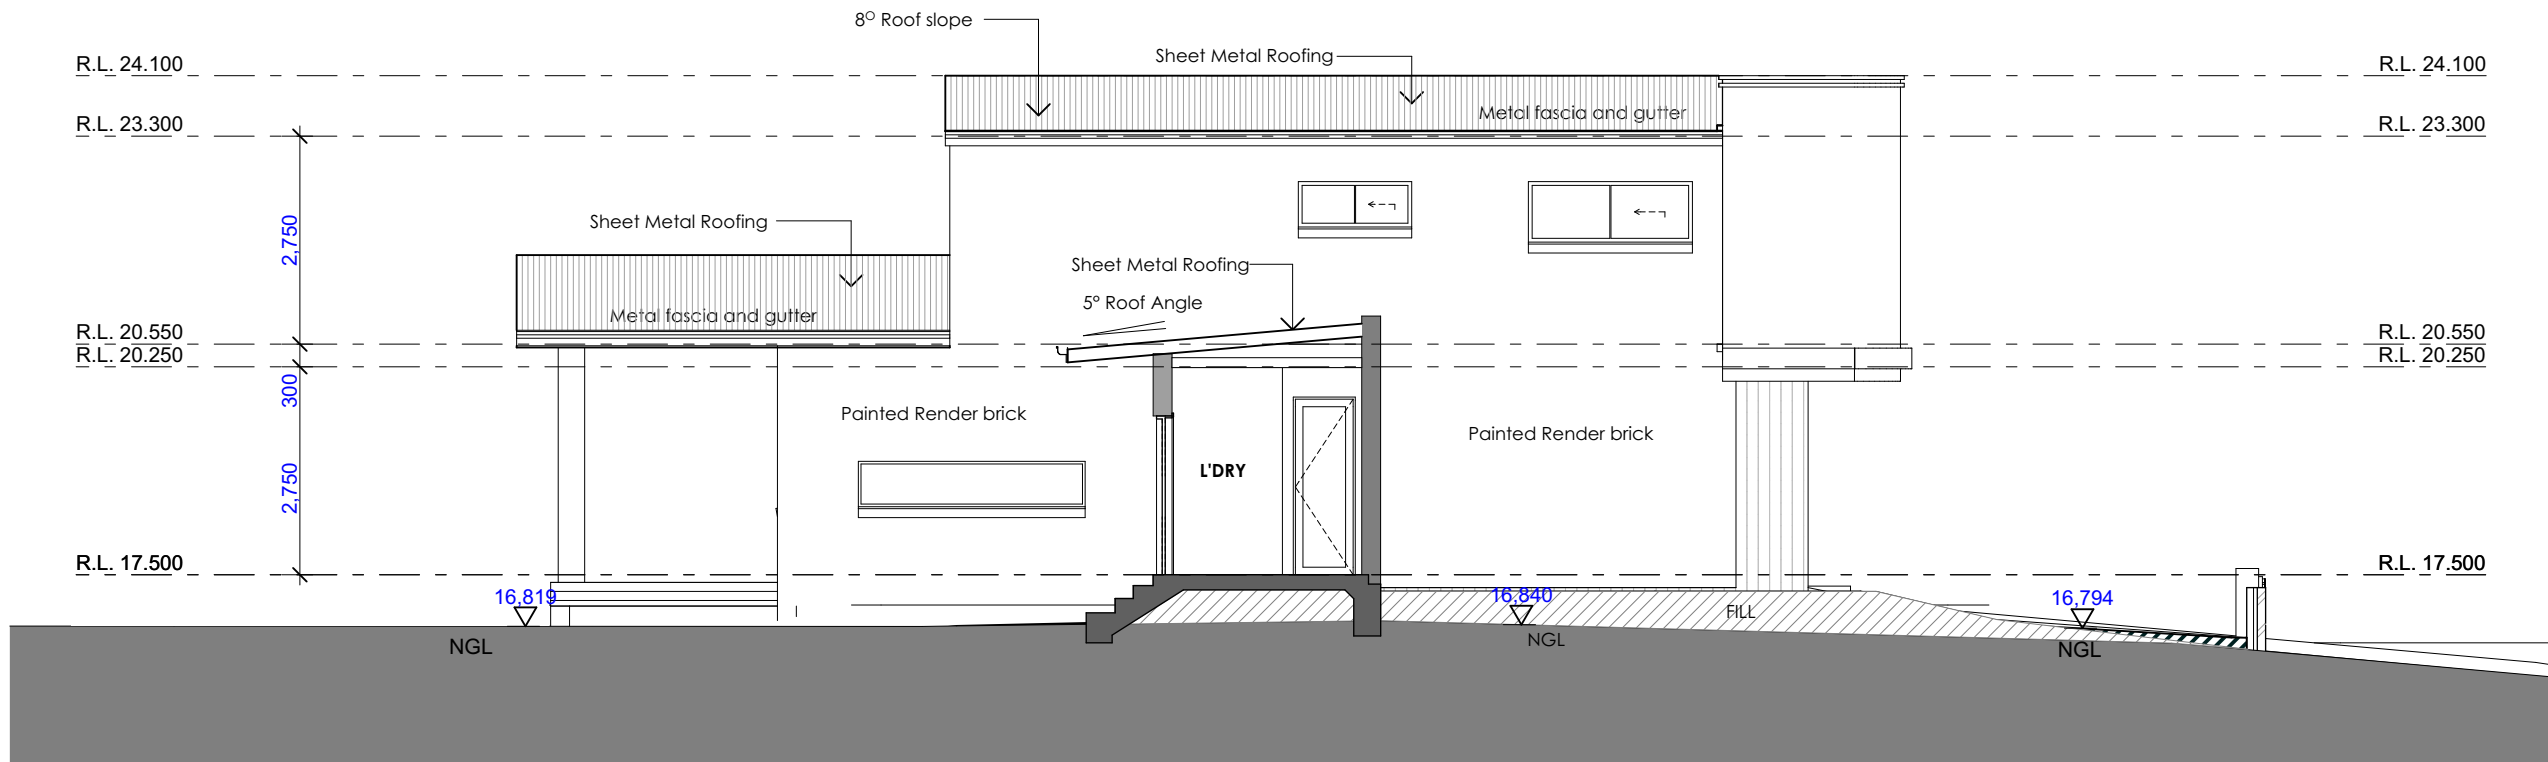 8° Roof slope
Sheet Metal Roofing
R.L. 24.100
R.L. 24.100
Metal fascia and gutter
R.L. 23.300
R.L. 23.300
Sheet Metal Roofing
2,750
Sheet Metal Roofing
5° Roof Angle
Metal fascia and gutter
R.L. 20.550
R.L. 20.550
R.L. 20.250
R.L. 20.250
300
Painted Render brick
Painted Render brick
2,750
L'DRY
R.L. 17.500
R.L. 17.500
16,819
16,840
16,794
FILL
NGL
NGL
NGL